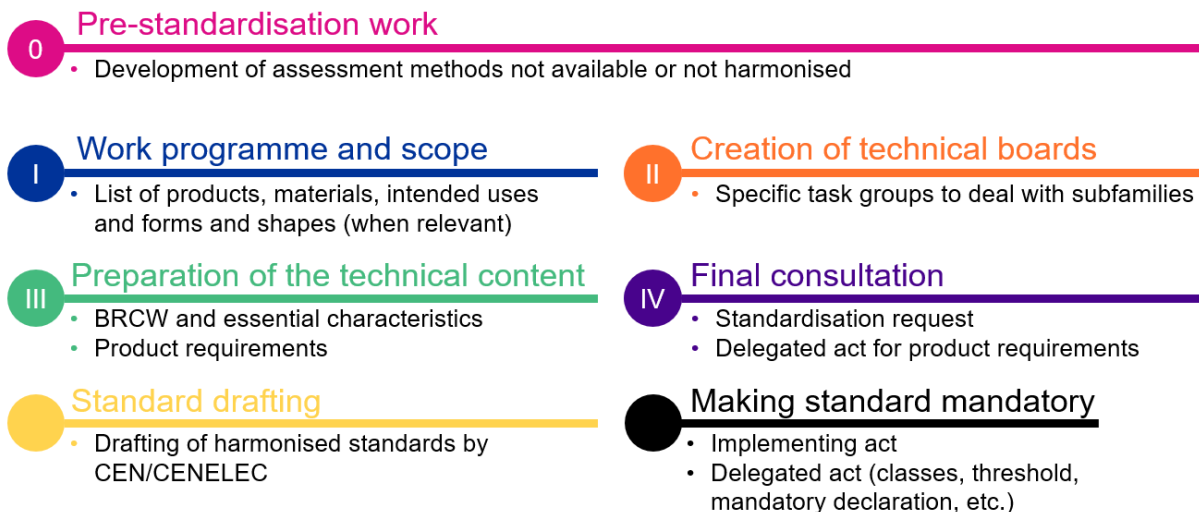 0
Pre-standardisation work
• Development of assessment methods not available or not harmonised
I
Work programme and scope
• List of products, materials, intended uses
and forms and shapes (when relevant)
II
Creation of technical boards
• Specific task groups to deal with subfamilies
III
Preparation of the technical content
• BRCW and essential characteristics
• Product requirements
IV
Final consultation
• Standardisation request
• Delegated act for product requirements
Standard drafting
• Drafting of harmonised standards by
CEN/CENELEC
Making standard mandatory
• Implementing act
• Delegated act (classes, threshold,
mandatory declaration, etc.)